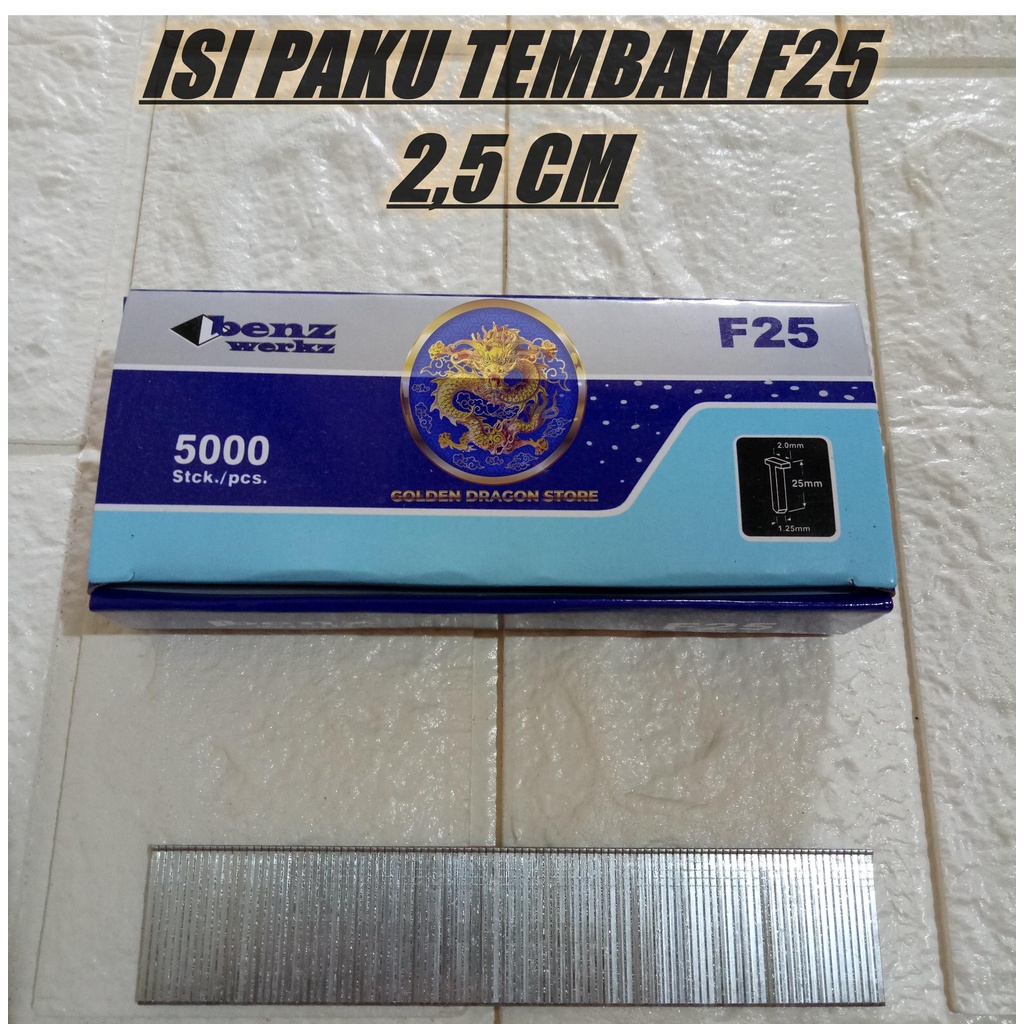 ISI PAKU TEMBAK F25
2,5 CM
benz
werkz
F25
5000
Stck./pcs.
GOLDEN DRAGON STORE
2.0mm
25mm
1.25mm
F25